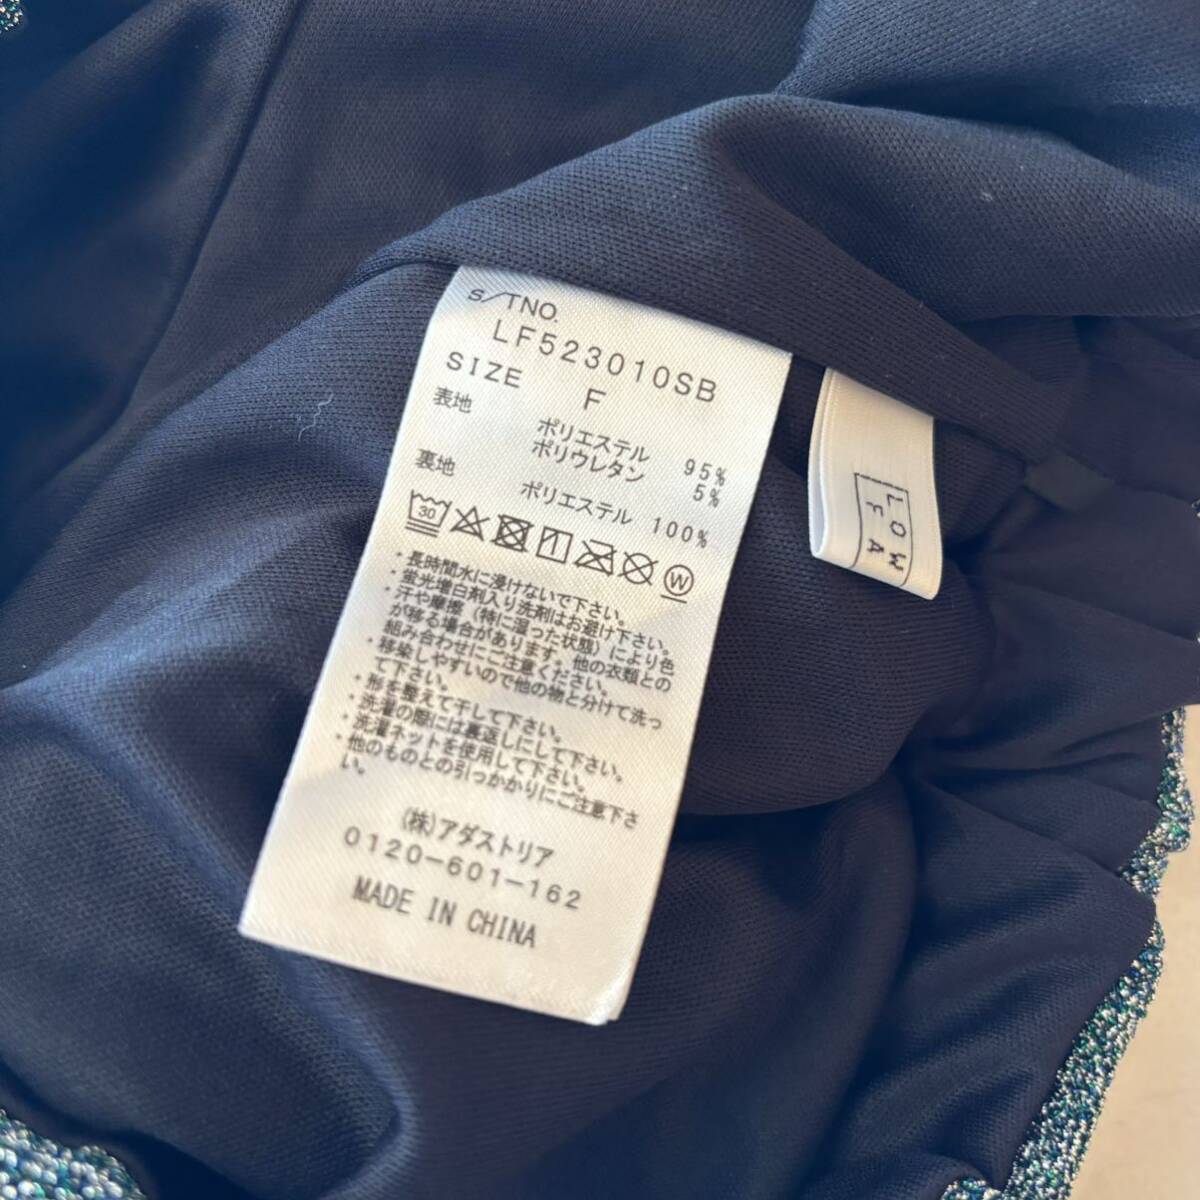 S/TNO.
LF523010SB
SIZE F
表地
ポリエステル 95%
ポリウレタン 5%
裏地
ポリエステル 100%
30
W
・長時間水に浸けないで下さい。
・蛍光増白剤入り洗剤はお避け下さい。
・汗や摩擦（特に湿った状態）により色
が移る場合があります。他の衣類との
組み合わせにご注意ください。
・移染しやすいので他の物と分けて洗っ
て下さい。
・形を整えて干して下さい。
・洗濯の際には裏返しにして下さい。
・洗濯ネットを使用して下さい。
・他のものとの引っかかりにご注意下さ
い。
(株)アダストリア
0120-601-162
MADE IN CHINA
LOW
FA